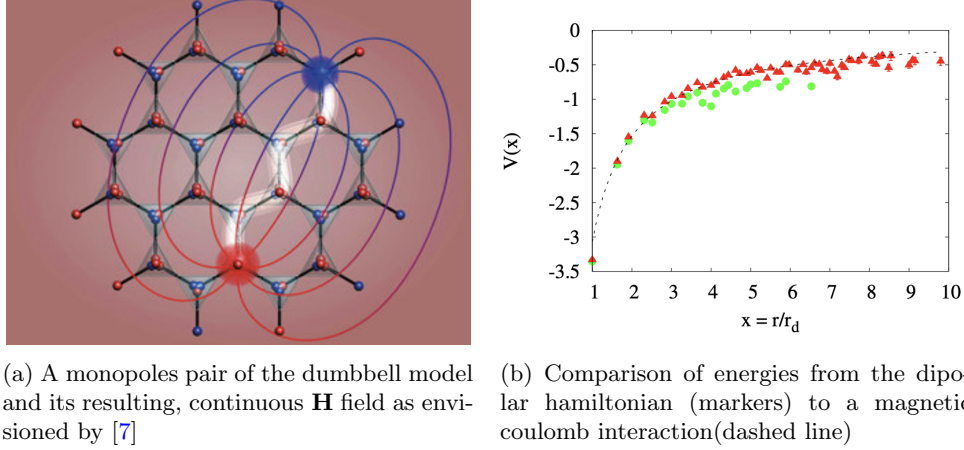 0
-0.5
-1
-1.5
-2
-2.5
-3
-3.5
V(x)
1 2 3 4 5 6 7 8 9 10
x = r/r_d
(a) A monopoles pair of the dumbbell model
and its resulting, continuous H field as envi-
sioned by [7]
(b) Comparison of energies from the dipo-
lar hamiltonian (markers) to a magnetic
coulomb interaction(dashed line)